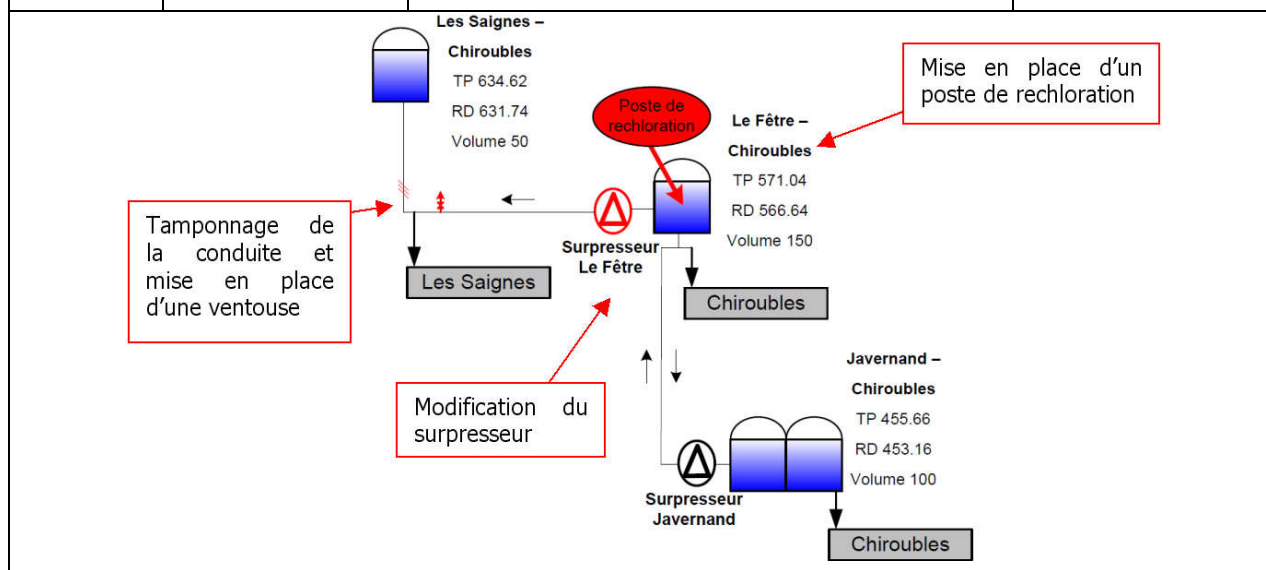 Les Saignes –
Chiroubles
TP 634.62
RD 631.74
Volume 50
Mise en place d'un
poste de rechloration
Poste de
rechloration
Le Fêtre –
Chiroubles
TP 571.04
RD 566.64
Volume 150
Tamponnage de
la conduite et
mise en place
d'une ventouse
Surpresseur
Le Fêtre
Les Saignes
Chiroubles
Modification du
surpresseur
Javernand –
Chiroubles
TP 455.66
RD 453.16
Volume 100
Surpresseur
Javernand
Chiroubles